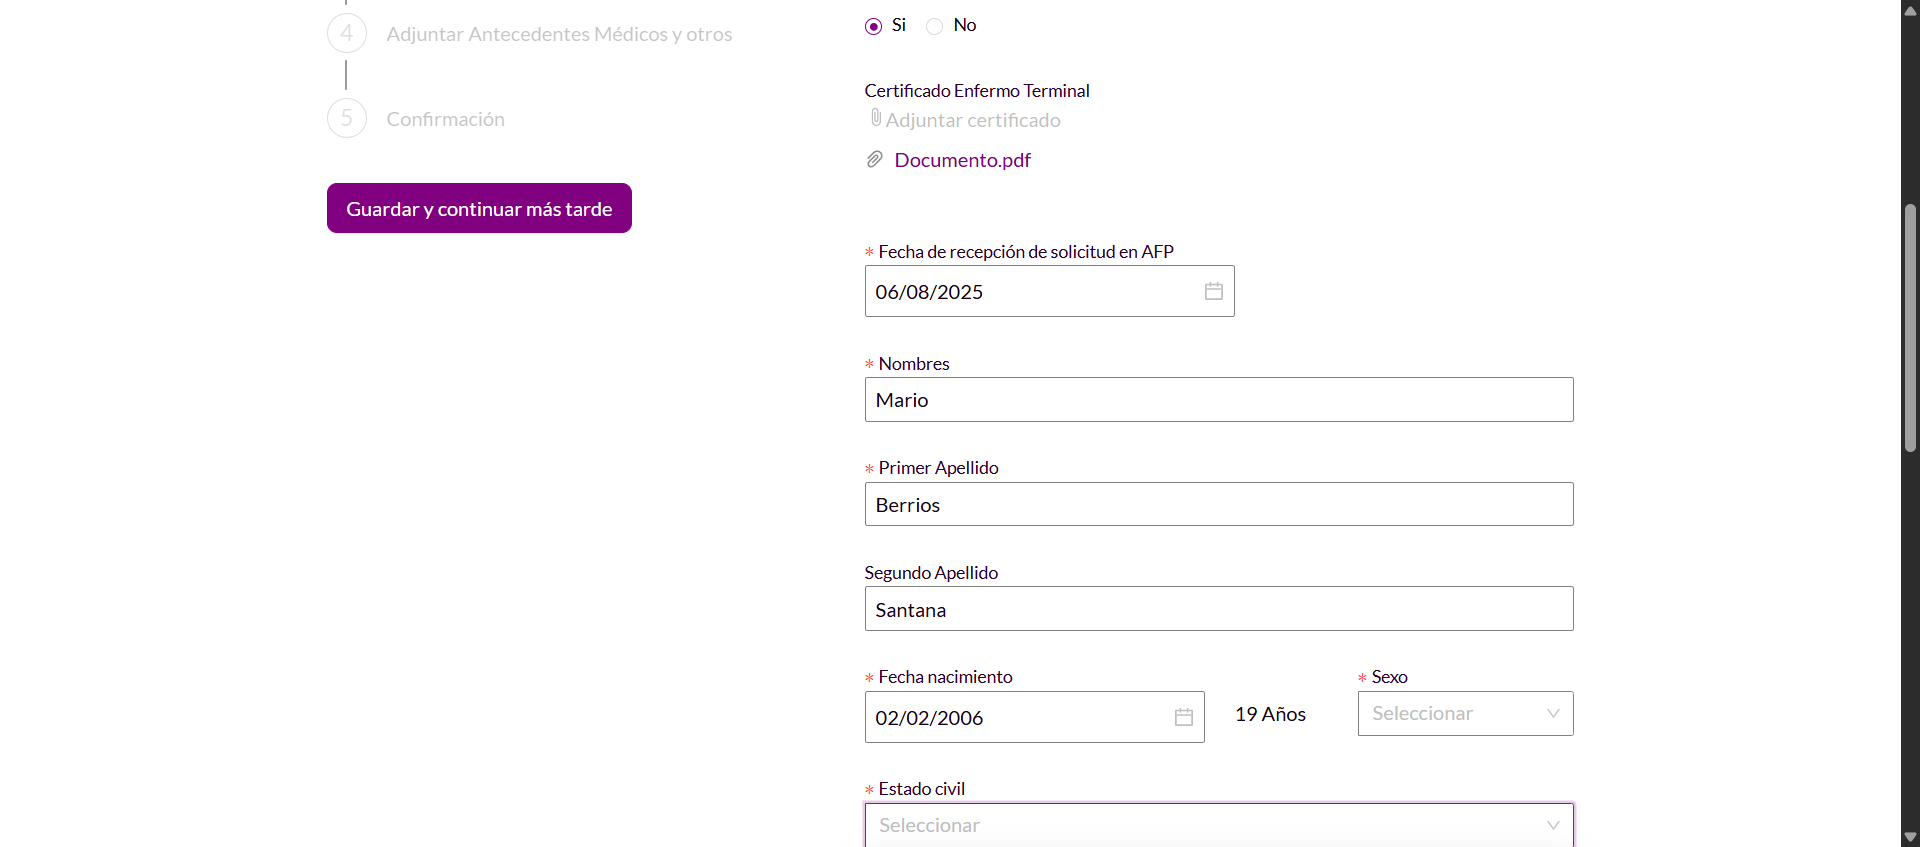 4 Adjuntar Antecedentes Médicos y otros
5 Confirmación
Guardar y continuar más tarde
Si No
Certificado Enfermo Terminal
Adjuntar certificado
Documento.pdf
* Fecha de recepción de solicitud en AFP
06/08/2025
* Nombres
Mario
* Primer Apellido
Berrios
Segundo Apellido
Santana
* Fecha nacimiento * Sexo
02/02/2006 19 Años Seleccionar
* Estado civil
Seleccionar